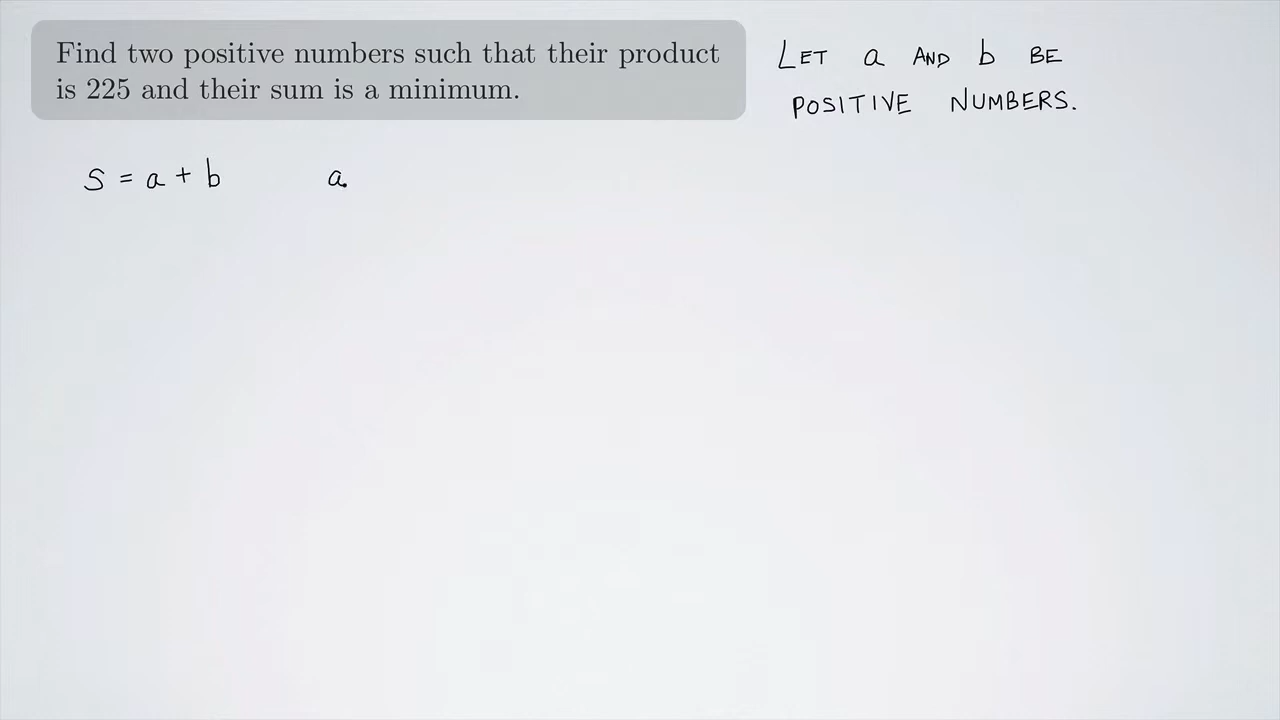 Find two positive numbers such that their product
is 225 and their sum is a minimum.
LET a AND b BE
POSITIVE NUMBERS.
S = a + b a.